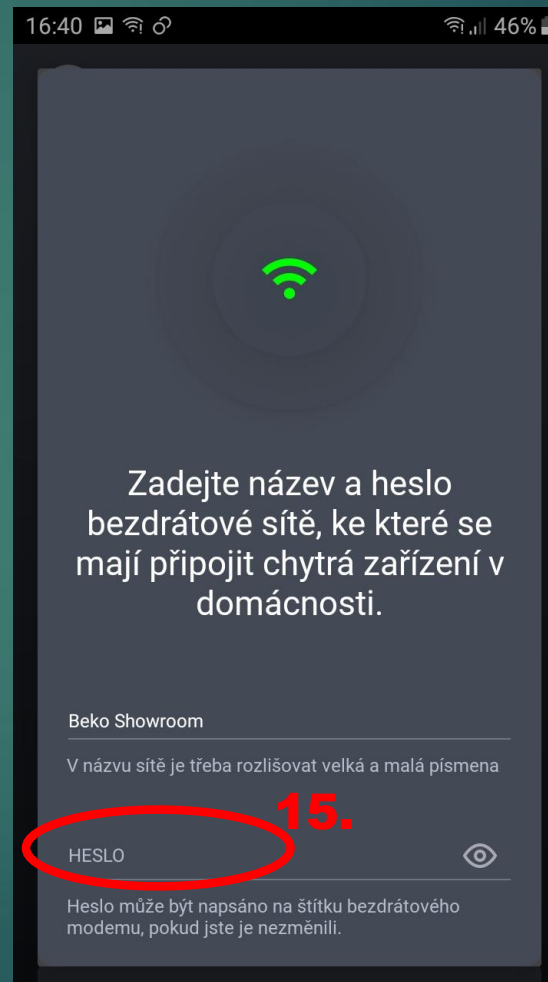 16:40
46%
Zadejte název a heslo
bezdrátové sítě, ke které se
mají připojit chytrá zařízení v
domácnosti.
Beko Showroom
V názvu sítě je třeba rozlišovat velká a malá písmena
15.
HESLO
Heslo může být napsáno na štítku bezdrátového
modemu, pokud jste je nezměnili.